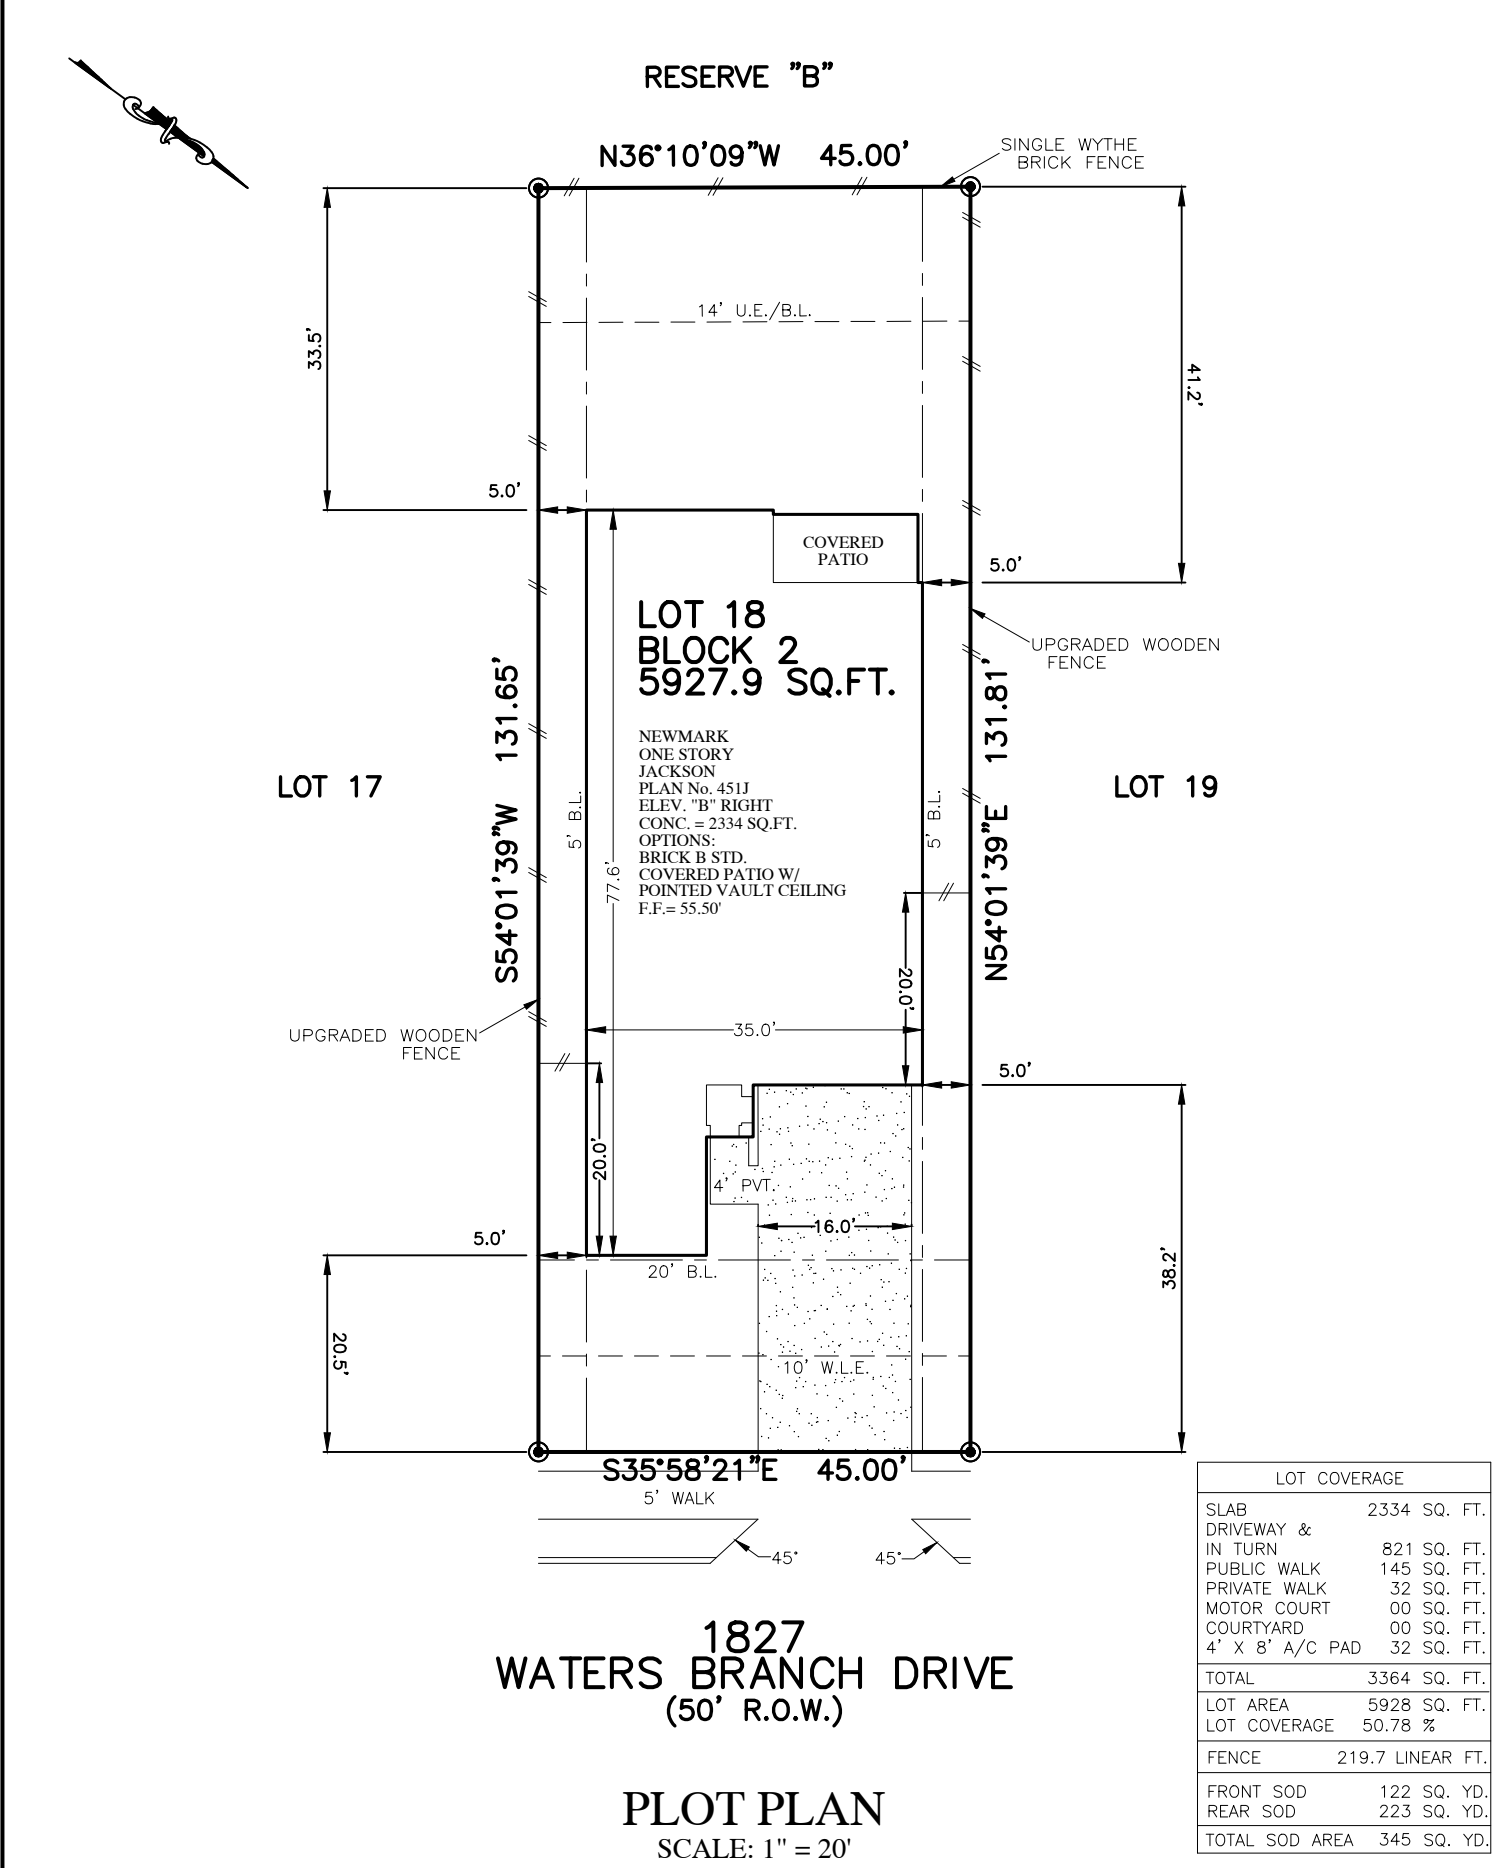 RESERVE "B"
N36°10'09"W 45.00'
SINGLE WYTHE
BRICK FENCE
14' U.E./B.L.
33.5'
41.2'
5.0'
COVERED
PATIO
5.0'
LOT 18
BLOCK 2
5927.9 SQ.FT.
UPGRADED WOODEN
FENCE
S54°01'39"W 131.65'
N54°01'39"E 131.81'
NEWMARK
ONE STORY
JACKSON
PLAN No. 451J
ELEV. "B" RIGHT
CONC. = 2334 SQ.FT.
OPTIONS:
BRICK B STD.
COVERED PATIO W/
POINTED VAULT CEILING
F.F.= 55.50'
LOT 17
LOT 19
5' B.L.
5' B.L.
77.6'
20.0'
35.0'
UPGRADED WOODEN
FENCE
5.0'
20.0'
4' PVT.
16.0'
5.0'
20' B.L.
38.2'
20.5'
10' W.L.E.
S35°58'21"E 45.00'
5' WALK
45°
45°
1827
WATERS BRANCH DRIVE
(50' R.O.W.)
PLOT PLAN
SCALE: 1" = 20'
LOT COVERAGE
SLAB 2334 SQ. FT.
DRIVEWAY &
IN TURN 821 SQ. FT.
PUBLIC WALK 145 SQ. FT.
PRIVATE WALK 32 SQ. FT.
MOTOR COURT 00 SQ. FT.
COURTYARD 00 SQ. FT.
4' X 8' A/C PAD 32 SQ. FT.
TOTAL 3364 SQ. FT.
LOT AREA 5928 SQ. FT.
LOT COVERAGE 50.78 %
FENCE 219.7 LINEAR FT.
FRONT SOD 122 SQ. YD.
REAR SOD 223 SQ. YD.
TOTAL SOD AREA 345 SQ. YD.